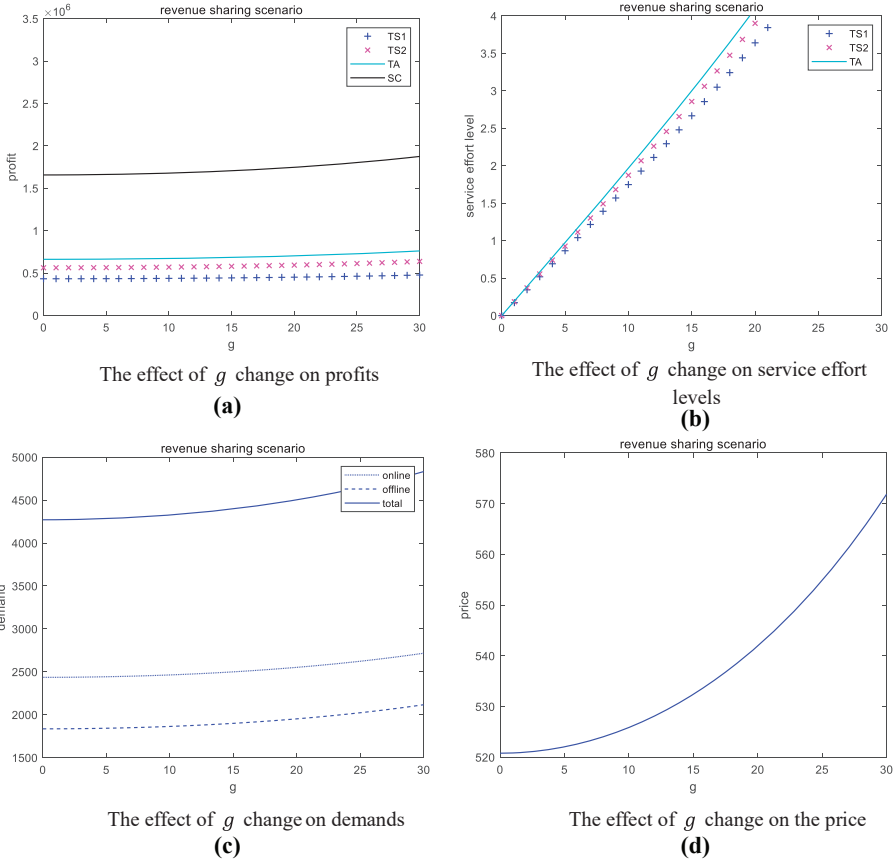 revenue sharing scenario
×10⁶
3.5
3
2.5
2
1.5
1
0.5
0
profit
TS1
TS2
TA
SC
0 5 10 15 20 25 30
g
The effect of g change on profits
(a)
revenue sharing scenario
4
3.5
3
2.5
2
1.5
1
0.5
0
service effort level
TS1
TS2
TA
0 5 10 15 20 25 30
g
The effect of g change on service effort
levels
(b)
revenue sharing scenario
5000
4500
4000
3500
3000
2500
2000
1500
demand
online
offline
total
0 5 10 15 20 25 30
g
The effect of g change on demands
(c)
revenue sharing scenario
580
570
560
550
540
530
520
price
0 5 10 15 20 25 30
g
The effect of g change on the price
(d)